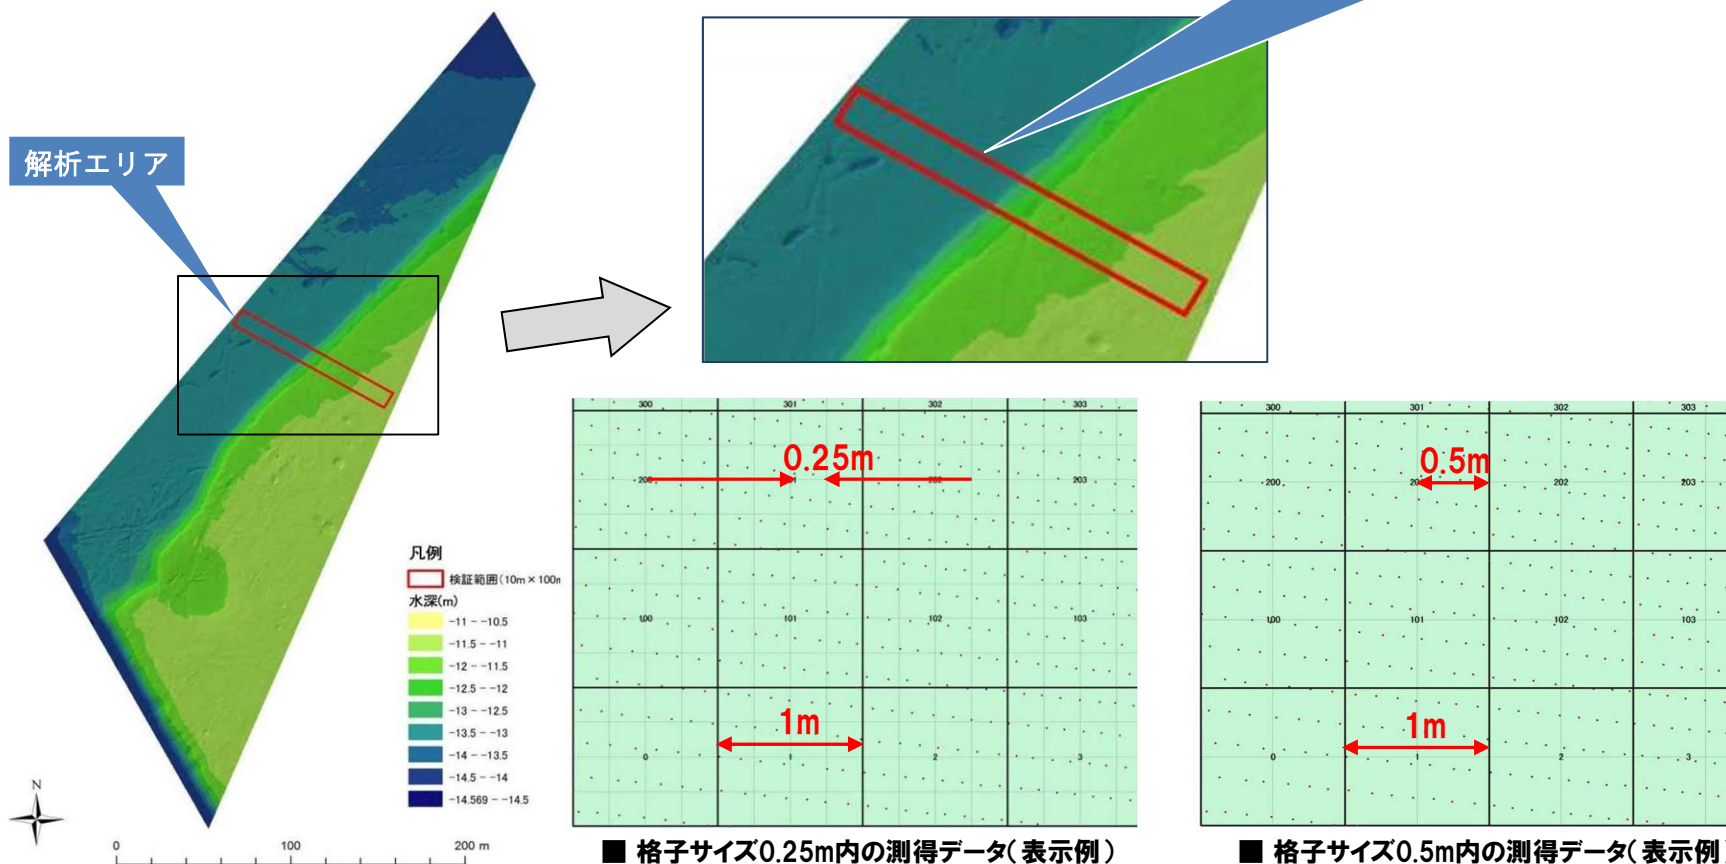 解析エリア
凡例
検証範囲(10m×100m
水深(m)
-11 - -10.5
-11.5 - -11
-12 - -11.5
-12.5 - -12
-13 - -12.5
-13.5 - -13
-14 - -13.5
-14.5 - -14
-14.569 - -14.5
N
0 100 200 m
300 301 302 303
0.25m
200 202 203
100 101 102 103
1m
0 1 2 3
■ 格子サイズ0.25m内の測得データ(表示例)
300 301 302 303
0.5m
200 201 202 203
100 101 102 103
1m
0 1 2 3
■ 格子サイズ0.5m内の測得データ(表示例